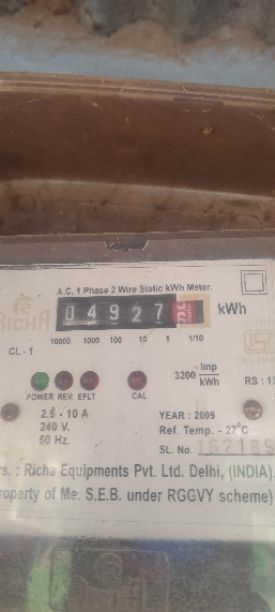 A.C. 1 Phase 2 Wire Static kWh Meter.
RICHA
04927 kWh
CL - 1
10000 1000 100 10 1 1/10
3200 Imp/kWh
POWER REV. EFLT CAL
2.5 - 10 A
240 V.
50 Hz.
YEAR : 2009
Ref. Temp. - 27°C
SL. No.
rs. : Richa Equipments Pvt. Ltd. Delhi, (INDIA).
roperty of Me. S.E.B. under RGGVY scheme)